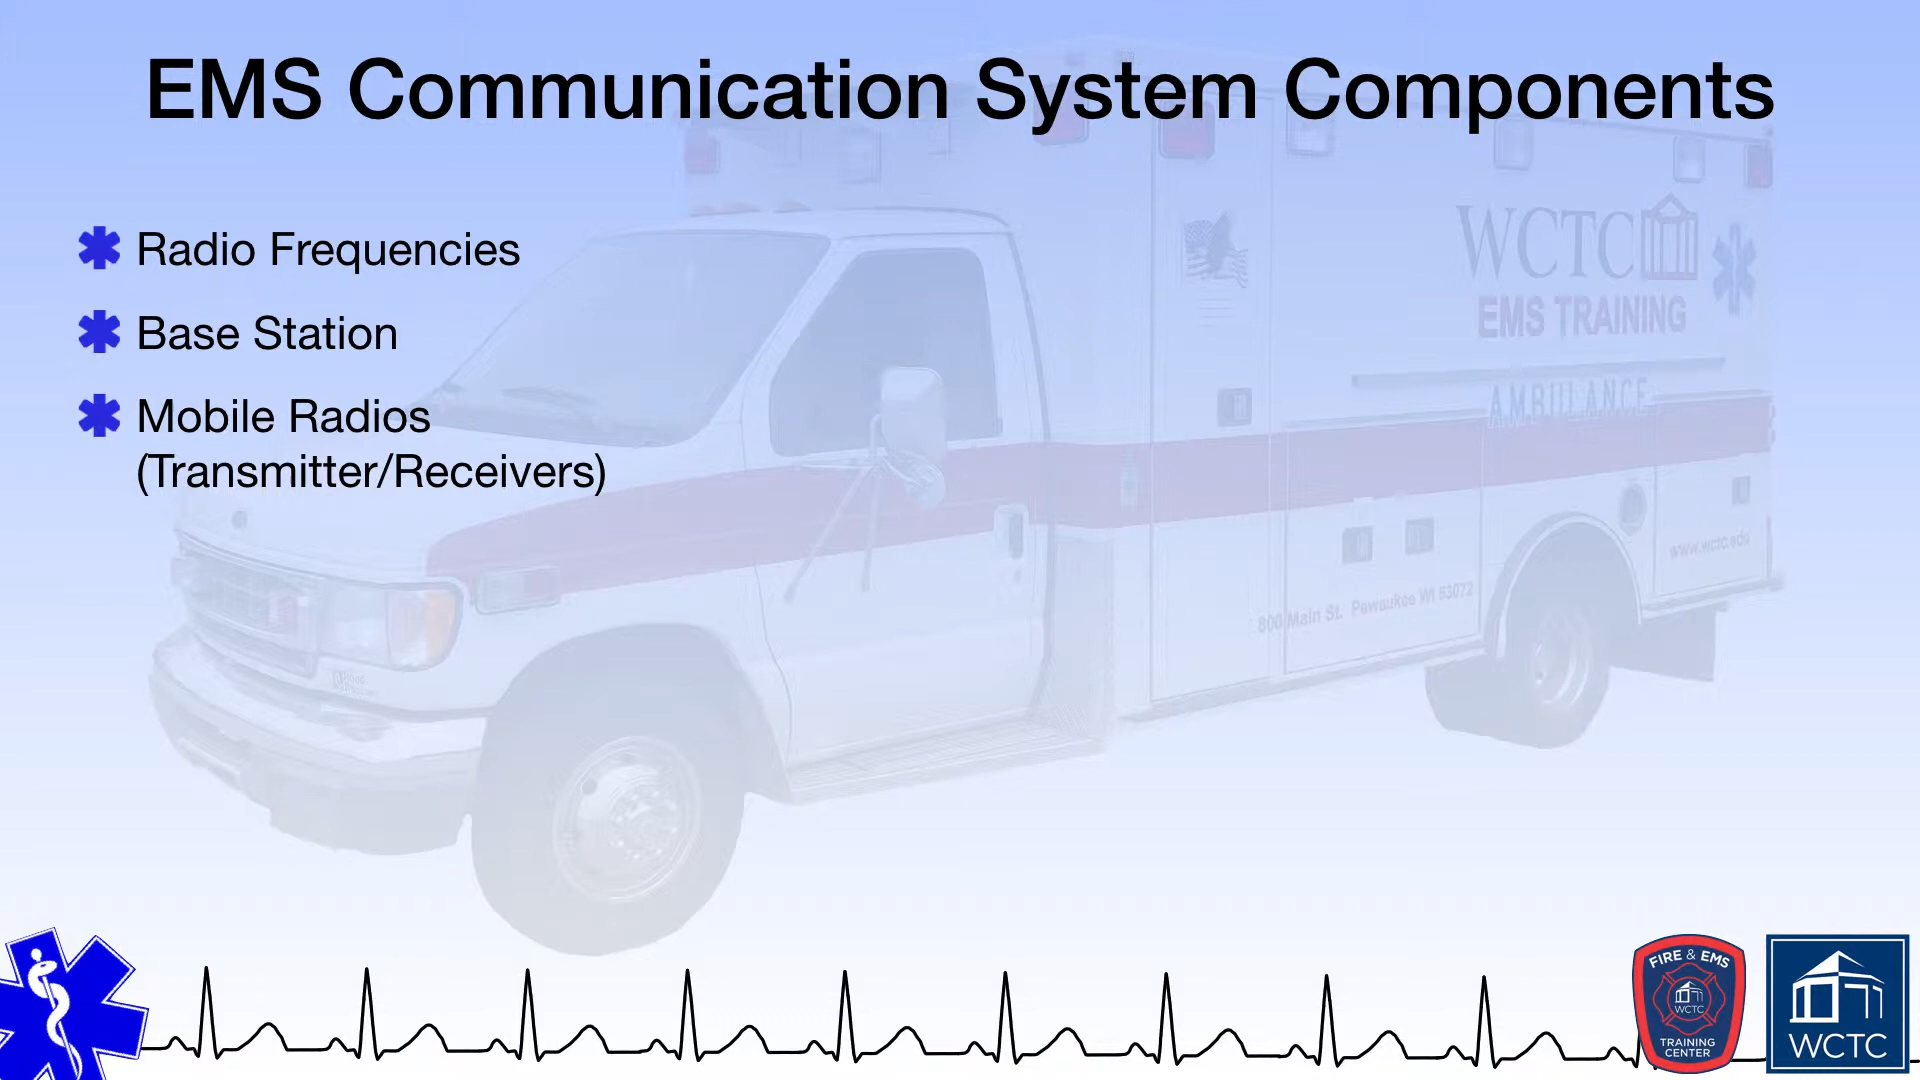 EMS Communication System Components
Radio Frequencies
Base Station
Mobile Radios
(Transmitter/Receivers)
WCTC
EMS TRAINING
AMBULANCE
www.wctc.edu
800 Main St. Pewaukee WI 53072
FIRE & EMS
WCTC
TRAINING
CENTER
WCTC